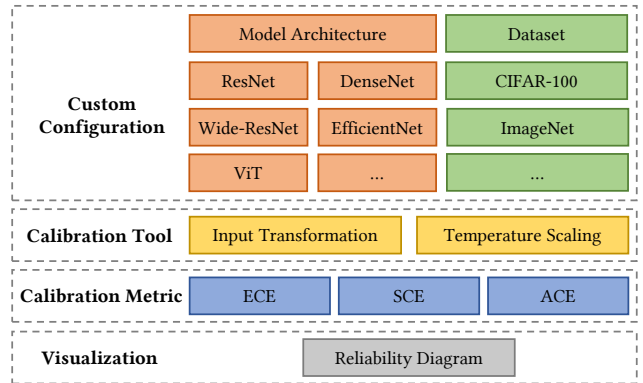 Model Architecture
Dataset
ResNet
DenseNet
CIFAR-100
Custom
Configuration
Wide-ResNet
EfficientNet
ImageNet
ViT
...
...
Calibration Tool
Input Transformation
Temperature Scaling
Calibration Metric
ECE
SCE
ACE
Visualization
Reliability Diagram